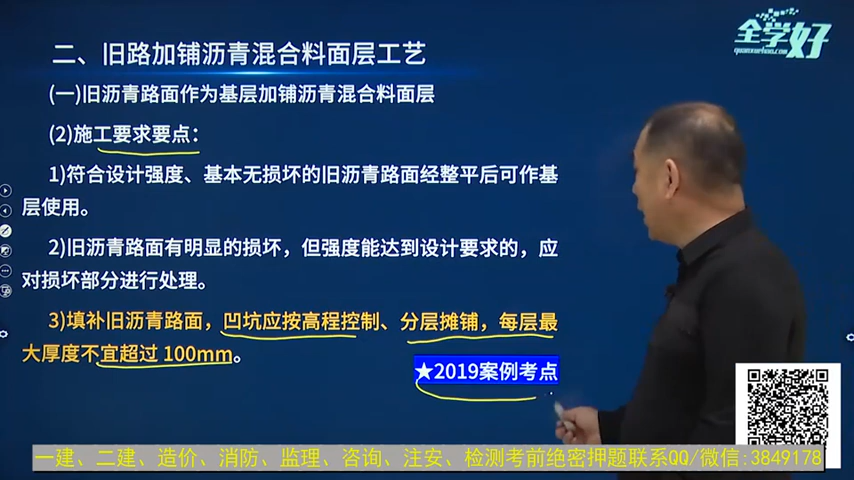 全学好
quanxuehao.com
二、旧路加铺沥青混合料面层工艺
(一)旧沥青路面作为基层加铺沥青混合料面层
(2)施工要求要点：
1)符合设计强度、基本无损坏的旧沥青路面经整平后可作基
层使用。
2)旧沥青路面有明显的损坏，但强度能达到设计要求的，应
对损坏部分进行处理。
3)填补旧沥青路面，凹坑应按高程控制、分层摊铺，每层最
大厚度不宜超过 100mm。
★2019案例考点
一建、二建、造价、消防、监理、咨询、注安、检测考前绝密押题联系QQ/微信:3849178